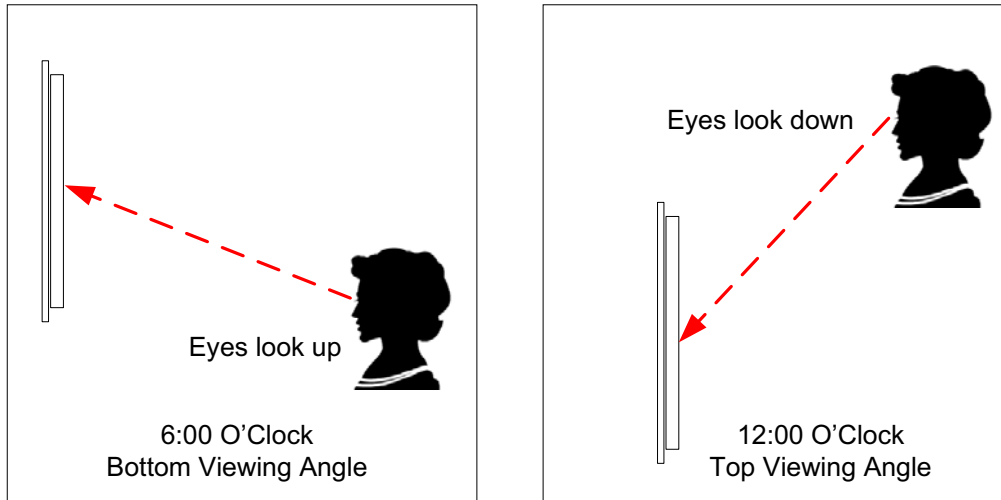 Eyes look up
6:00 O’Clock
Bottom Viewing Angle
Eyes look down
12:00 O’Clock
Top Viewing Angle